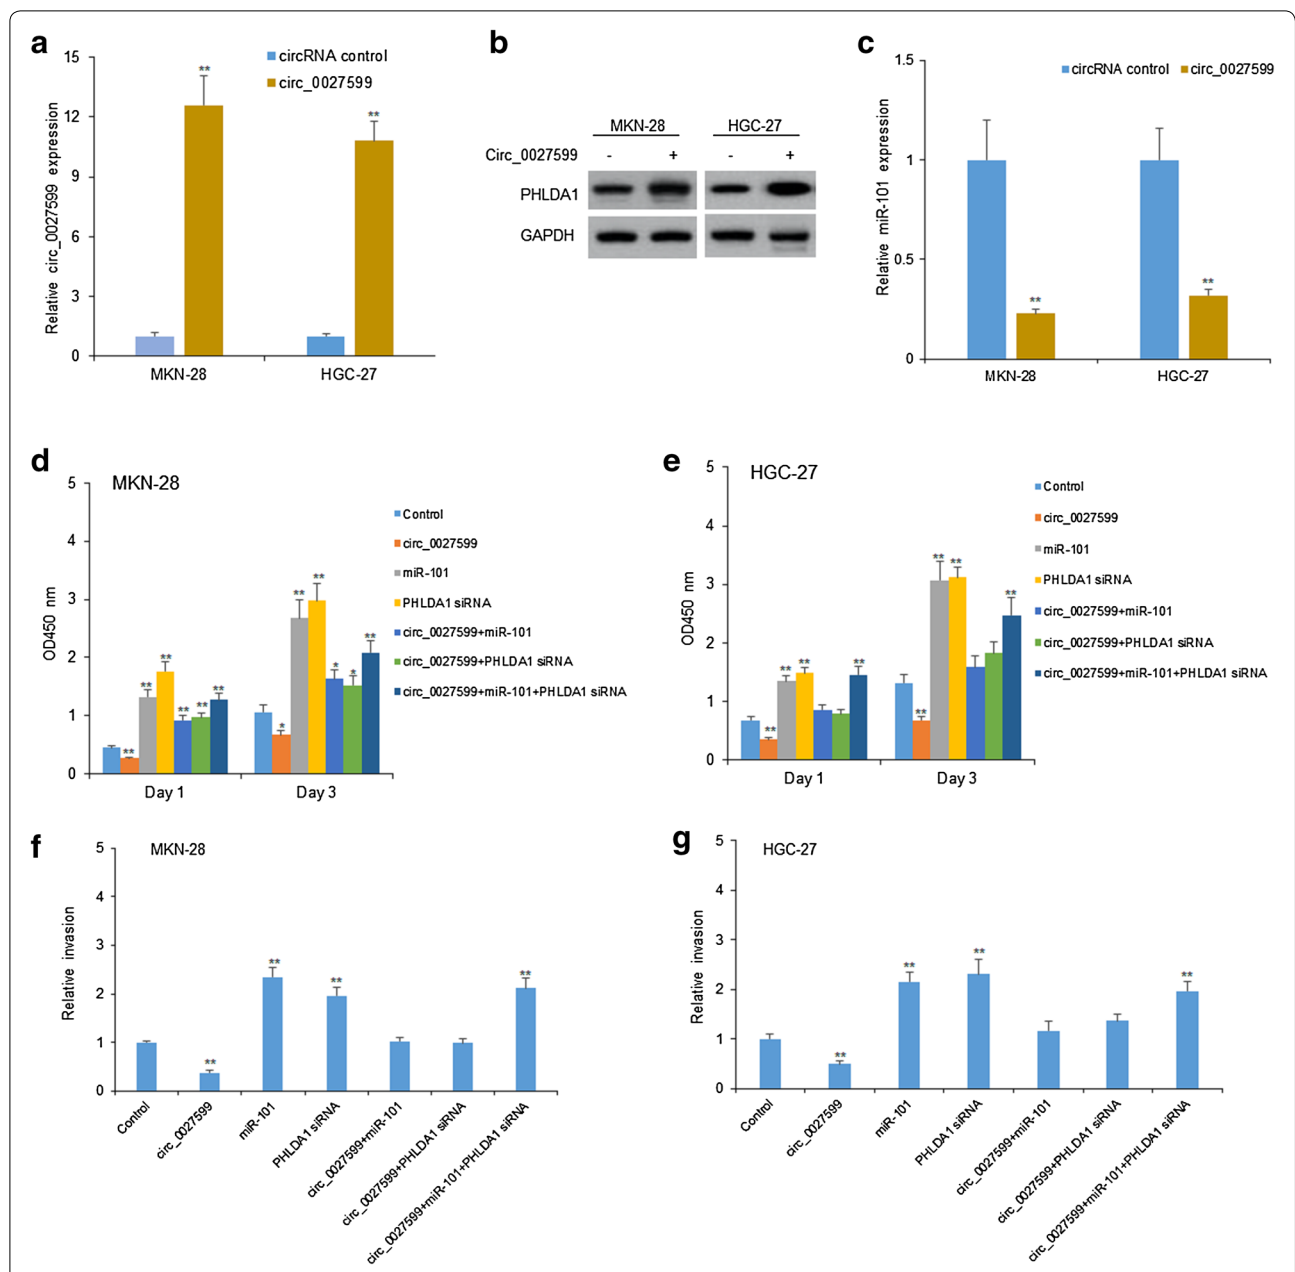 a
15
12
9
6
3
0
Relative circ_0027599 expression
circRNA control
circ_0027599
**
**
MKN-28
HGC-27
b
MKN-28 HGC-27
Circ_0027599 - + - +
PHLDA1
GAPDH
c
1.5
1
0.5
0
Relative miR-101 expression
circRNA control circ_0027599
**
**
MKN-28
HGC-27
d
MKN-28
5
4
3
2
1
0
OD450 nm
** ** ** ** ** **
* ** ** * * **
Day 1
Day 3
Control
circ_0027599
miR-101
PHLDA1 siRNA
circ_0027599+miR-101
circ_0027599+PHLDA1 siRNA
circ_0027599+miR-101+PHLDA1 siRNA
e
HGC-27
5
4
3
2
1
0
OD450 nm
** ** ** **
** ** ** **
Day 1
Day 3
Control
circ_0027599
miR-101
PHLDA1 siRNA
circ_0027599+miR-101
circ_0027599+PHLDA1 siRNA
circ_0027599+miR-101+PHLDA1 siRNA
f
MKN-28
5
4
3
2
1
0
Relative invasion
** ** ** **
Control
circ_0027599
miR-101
PHLDA1 siRNA
circ_0027599+miR-101
circ_0027599+PHLDA1 siRNA
circ_0027599+miR-101+PHLDA1 siRNA
g
HGC-27
5
4
3
2
1
0
Relative invasion
** ** ** **
Control
circ_0027599
miR-101
PHLDA1 siRNA
circ_0027599+miR-101
circ_0027599+PHLDA1 siRNA
circ_0027599+miR-101+PHLDA1 siRNA